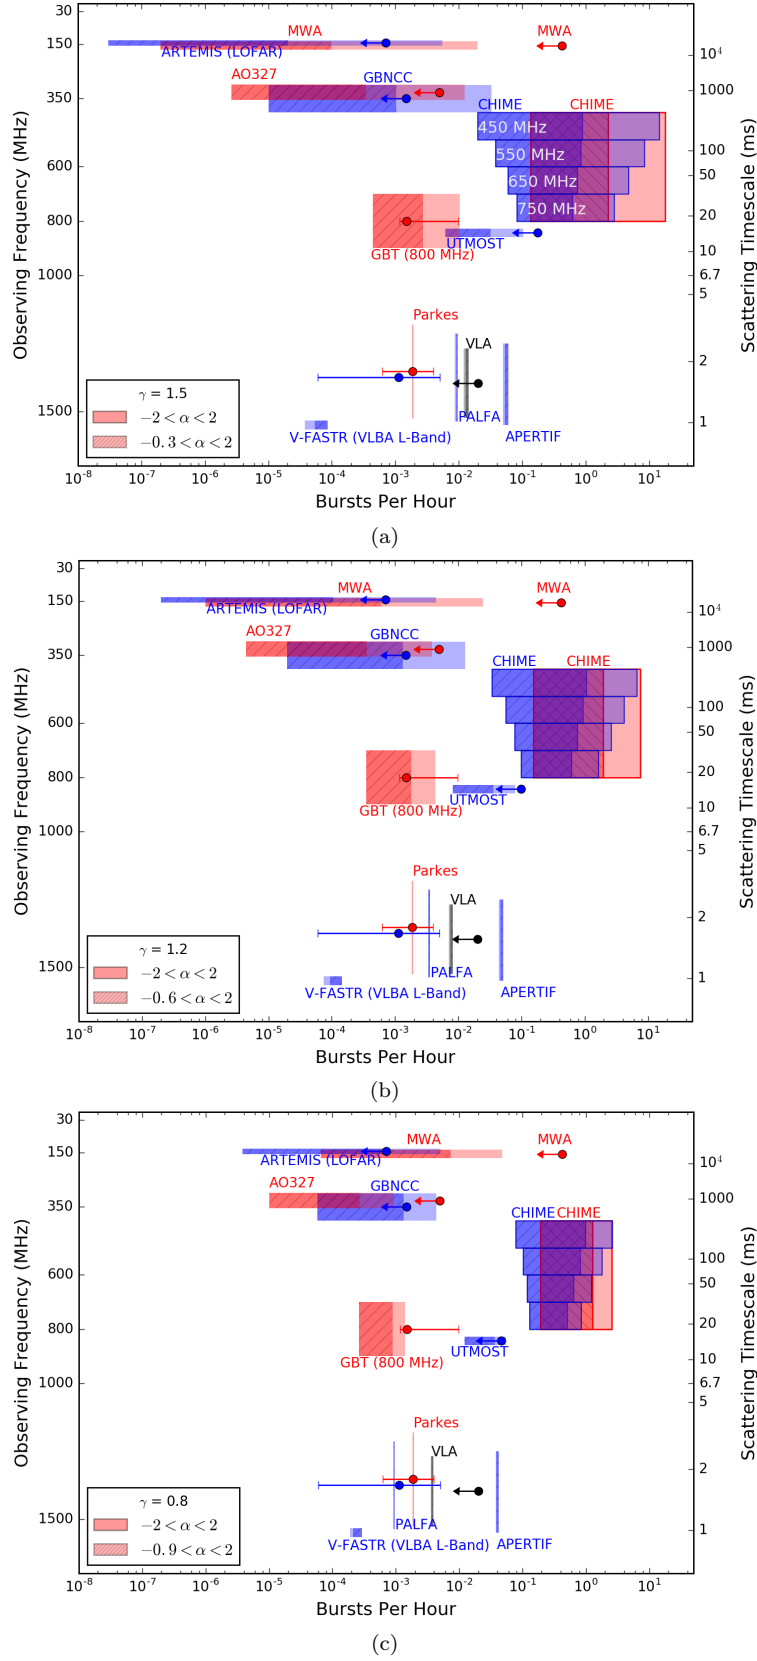 30
150
350
600
800
1000
1500
Observing Frequency (MHz)
10⁴
1000
100
50
20
10
6.7
5
2
1
Scattering Timescale (ms)
MWA
MWA
ARTEMIS (LOFAR)
AO327
GBNCC
CHIME
CHIME
450 MHz
550 MHz
650 MHz
750 MHz
UTMOST
GBT (800 MHz)
Parkes
VLA
PALFA
V-FASTR (VLBA L-Band)
APERTIF
γ = 1.5
−2 < α < 2
−0.3 < α < 2
10⁻⁸ 10⁻⁷ 10⁻⁶ 10⁻⁵ 10⁻⁴ 10⁻³ 10⁻² 10⁻¹ 10⁰ 10¹
Bursts Per Hour
(a)
30
150
350
600
800
1000
1500
Observing Frequency (MHz)
10⁴
1000
100
50
20
10
6.7
5
2
1
Scattering Timescale (ms)
MWA
MWA
ARTEMIS (LOFAR)
AO327
GBNCC
CHIME
CHIME
UTMOST
GBT (800 MHz)
Parkes
VLA
PALFA
V-FASTR (VLBA L-Band)
APERTIF
γ = 1.2
−2 < α < 2
−0.6 < α < 2
10⁻⁸ 10⁻⁷ 10⁻⁶ 10⁻⁵ 10⁻⁴ 10⁻³ 10⁻² 10⁻¹ 10⁰ 10¹
Bursts Per Hour
(b)
30
150
350
600
800
1000
1500
Observing Frequency (MHz)
10⁴
1000
100
50
20
10
6.7
5
2
1
Scattering Timescale (ms)
MWA
MWA
ARTEMIS (LOFAR)
AO327
GBNCC
CHIME
CHIME
UTMOST
GBT (800 MHz)
Parkes
VLA
PALFA
V-FASTR (VLBA L-Band)
APERTIF
γ = 0.8
−2 < α < 2
−0.9 < α < 2
10⁻⁸ 10⁻⁷ 10⁻⁶ 10⁻⁵ 10⁻⁴ 10⁻³ 10⁻² 10⁻¹ 10⁰ 10¹
Bursts Per Hour
(c)